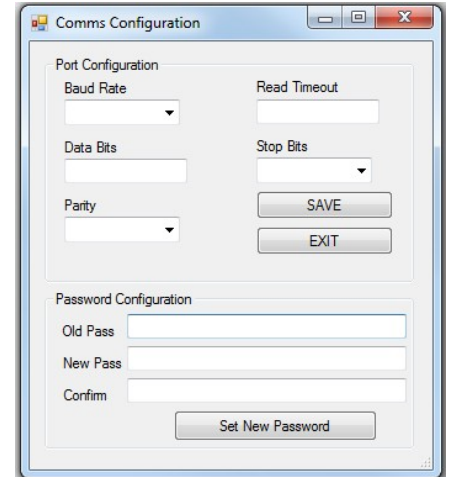 Comms Configuration
Port Configuration
Baud Rate
Read Timeout
Data Bits
Stop Bits
Parity
SAVE
EXIT
Password Configuration
Old Pass
New Pass
Confirm
Set New Password